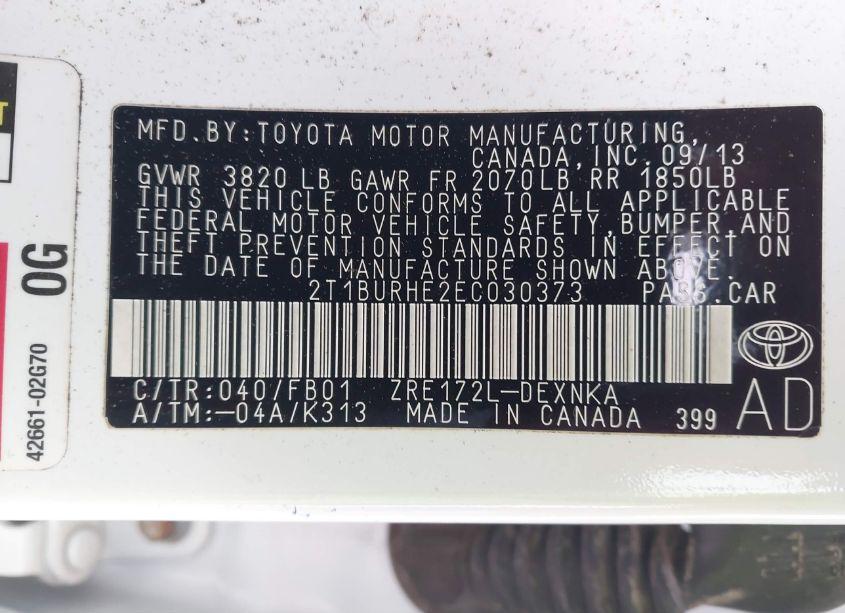 MFD.BY:TOYOTA MOTOR MANUFACTURING,
CANADA,INC.09/13
GVWR 3820 LB GAWR FR 2070LB RR 1850LB
THIS VEHICLE CONFORMS TO ALL APPLICABLE
FEDERAL MOTOR VEHICLE SAFETY,BUMPER,AND
THEFT PREVENTION STANDARDS IN EFFECT ON
THE DATE OF MANUFACTURE SHOWN ABOVE.
2T1BURHE2EC030373 PASS.CAR
C/TR:040/FB01 ZRE172L-DEXNKA
A/TM:-04A/K313 MADE IN CANADA 399 AD
0G
42661-02G70